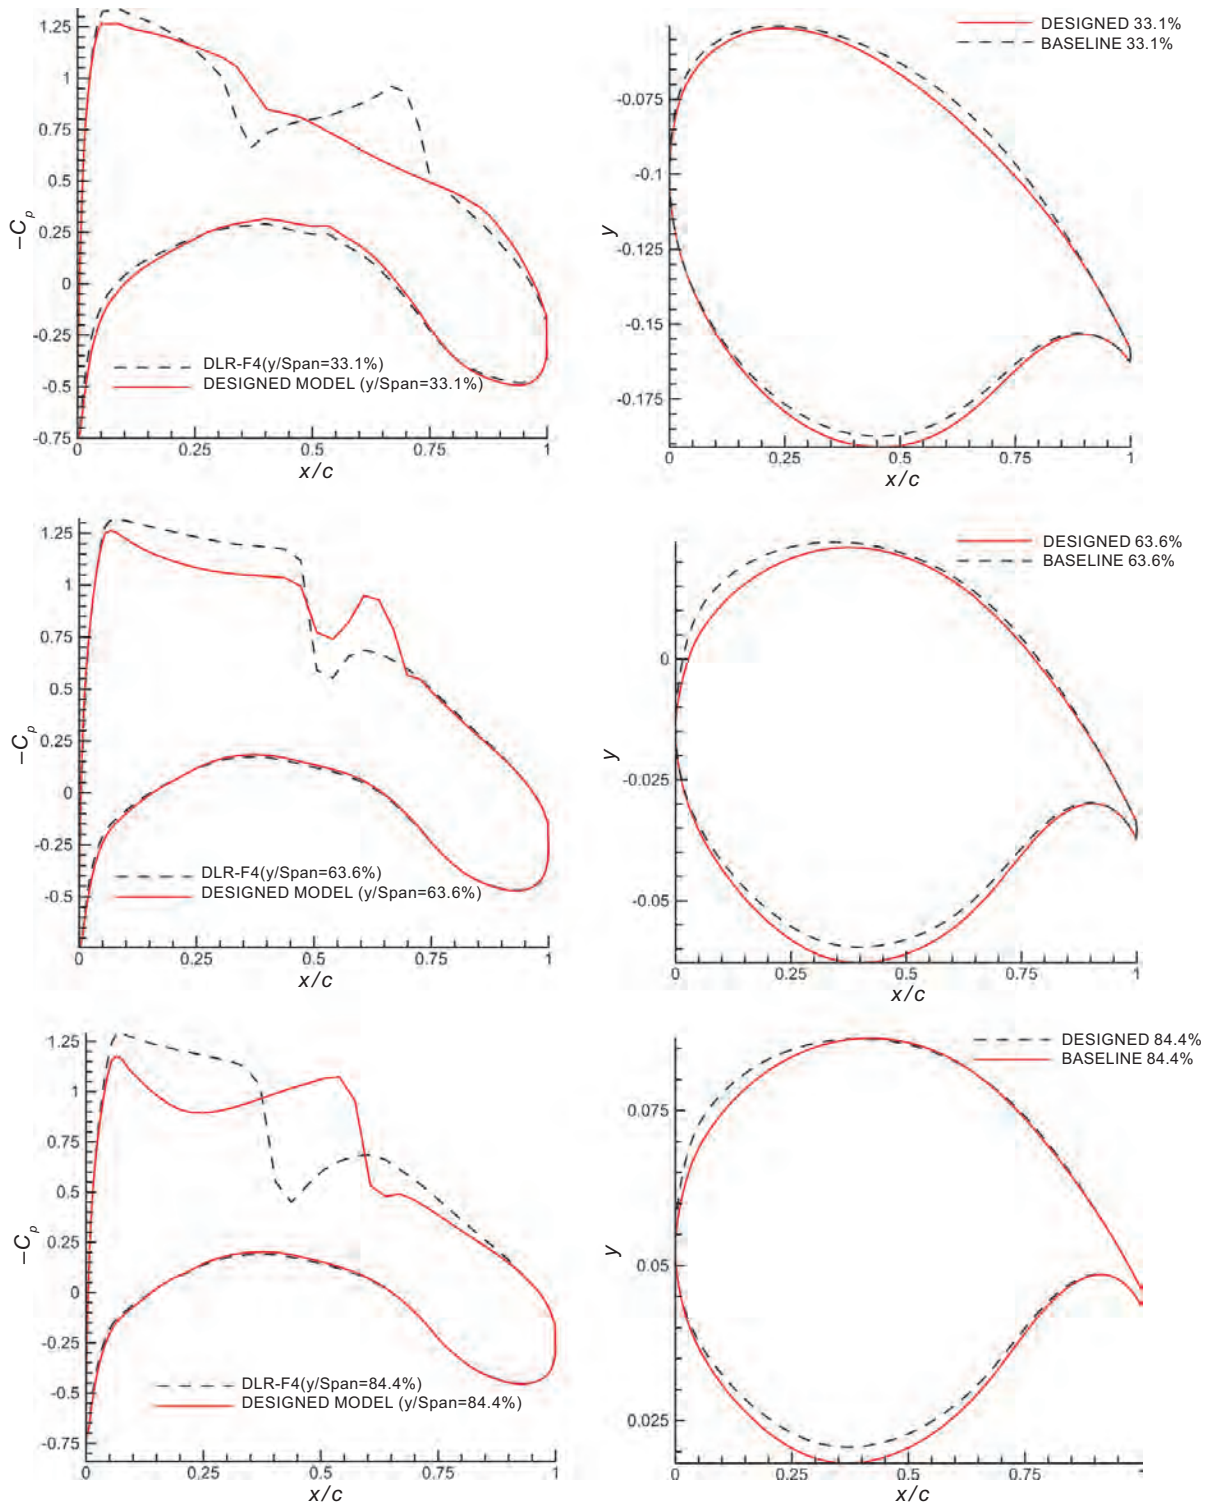 1.25
1
0.75
0.5
0.25
0
-0.25
-0.5
-0.75
−Cp
DLR-F4(y/Span=33.1%)
DESIGNED MODEL (y/Span=33.1%)
0 0.25 0.5 0.75 1
x/c
DESIGNED 33.1%
BASELINE 33.1%
-0.075
-0.1
-0.125
-0.15
-0.175
y
0 0.25 0.5 0.75 1
x/c
1.25
1
0.75
0.5
0.25
0
-0.25
-0.5
−Cp
DLR-F4(y/Span=63.6%)
DESIGNED MODEL (y/Span=63.6%)
0 0.25 0.5 0.75 1
x/c
DESIGNED 63.6%
BASELINE 63.6%
0
-0.025
-0.05
y
0 0.25 0.5 0.75 1
x/c
1.25
1
0.75
0.5
0.25
0
-0.25
-0.5
-0.75
−Cp
DLR-F4(y/Span=84.4%)
DESIGNED MODEL (y/Span=84.4%)
0 0.25 0.5 0.75 1
x/c
DESIGNED 84.4%
BASELINE 84.4%
0.075
0.05
0.025
y
0 0.25 0.5 0.75
x/c